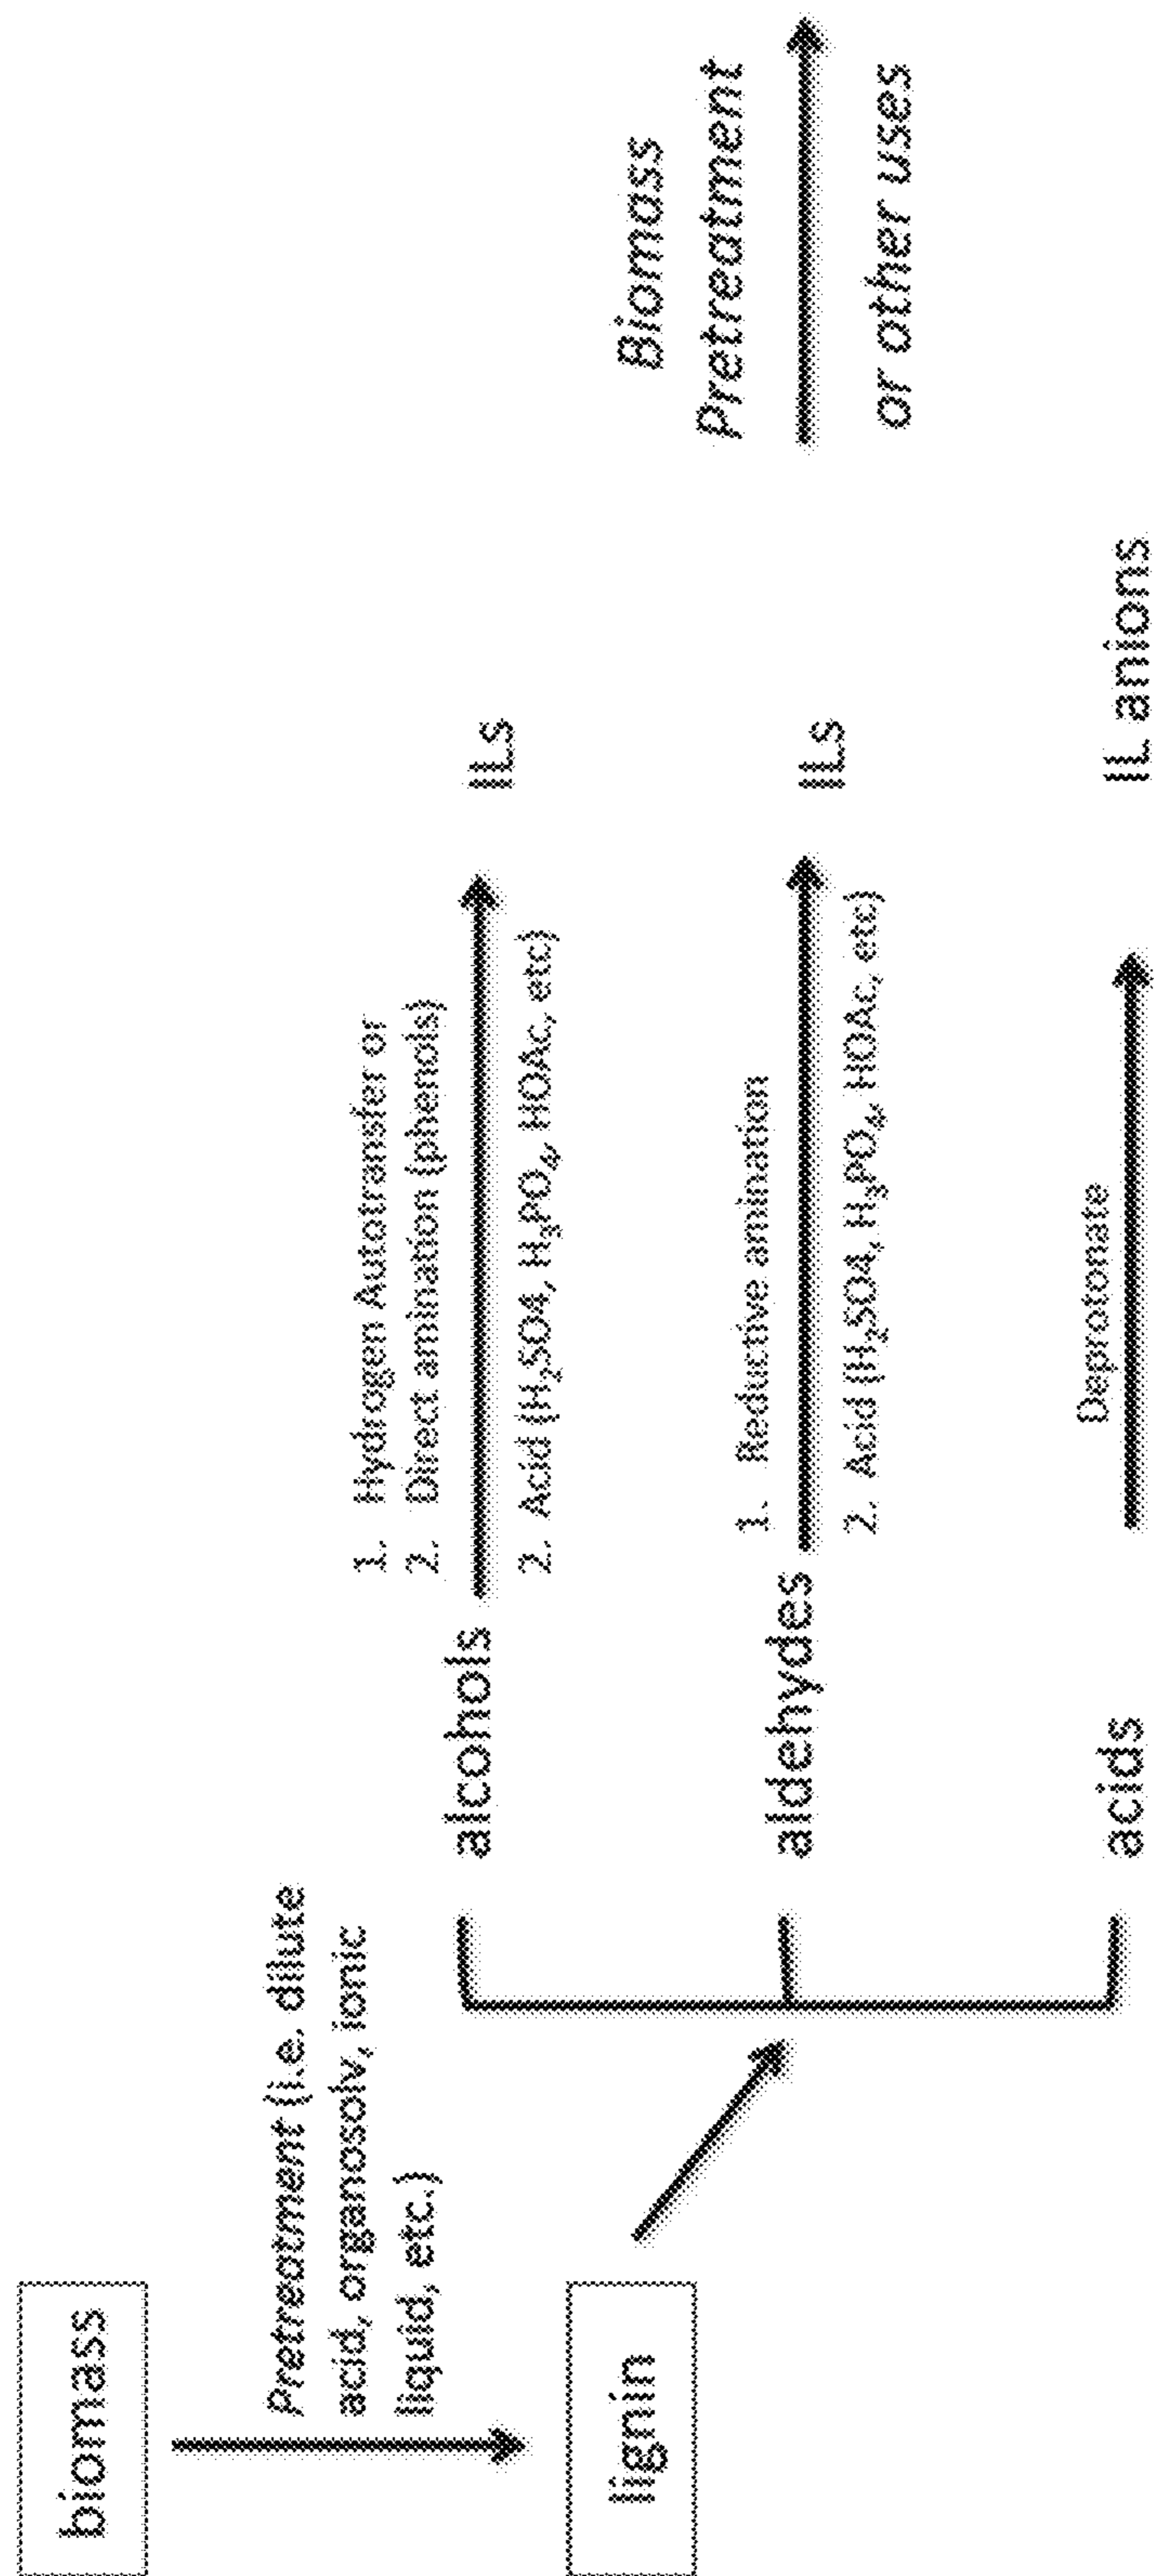 biomass
Pretreatment (i.e. dilute
acid, organosolv, ionic
liquid, etc.)
lignin
alcohols
1. Hydrogen Autotransfer or
2. Direct amination (phenols)
2. Acid (H₂SO4, H₃PO₄, HOAc, etc)
ILs
aldehydes
1. Reductive amination
2. Acid (H₂SO4, H₃PO₄, HOAc, etc)
ILs
acids
Deprotonate
IL anions
Biomass
Pretreatment
or other uses